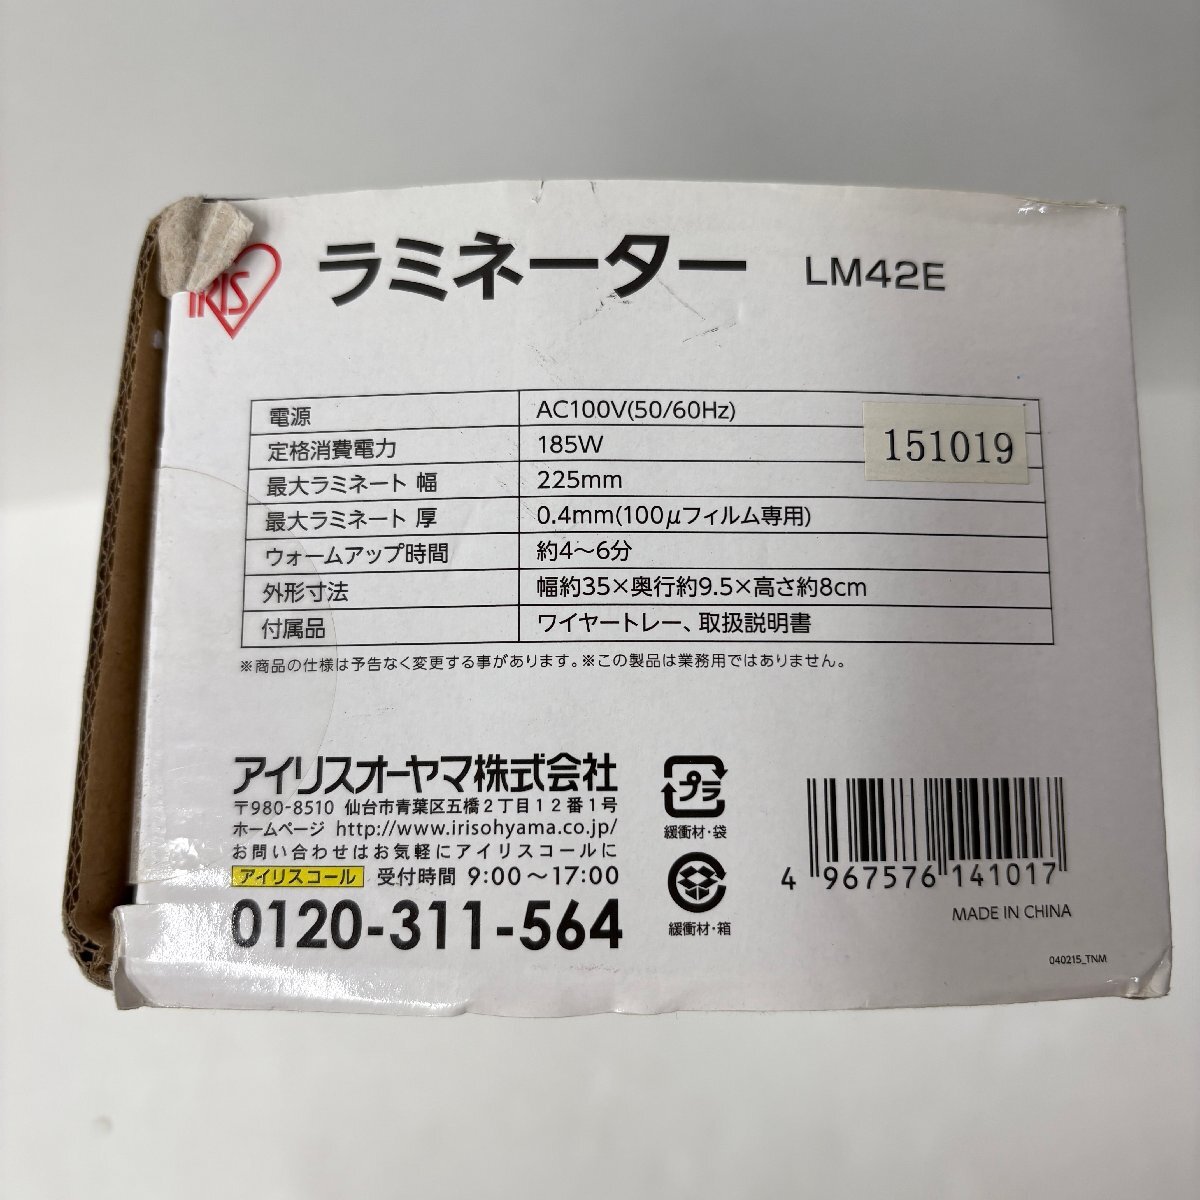 IRIS
ラミネーター LM42E
電源 AC100V(50/60Hz)
151019
定格消費電力 185W
最大ラミネート 幅 225mm
最大ラミネート 厚 0.4mm(100μフィルム専用)
ウォームアップ時間 約4〜6分
外形寸法 幅約35×奥行約9.5×高さ約8cm
付属品 ワイヤートレー、取扱説明書
※商品の仕様は予告なく変更する事があります。※この製品は業務用ではありません。
アイリスオーヤマ株式会社
〒980-8510 仙台市青葉区五橋2丁目12番1号
ホームページ http://www.irisohyama.co.jp/
お問い合わせはお気軽にアイリスコールに
アイリスコール 受付時間 9:00〜17:00
0120-311-564
プラ
緩衝材・袋
緩衝材・箱
4 967576 141017
MADE IN CHINA
040215_TNM